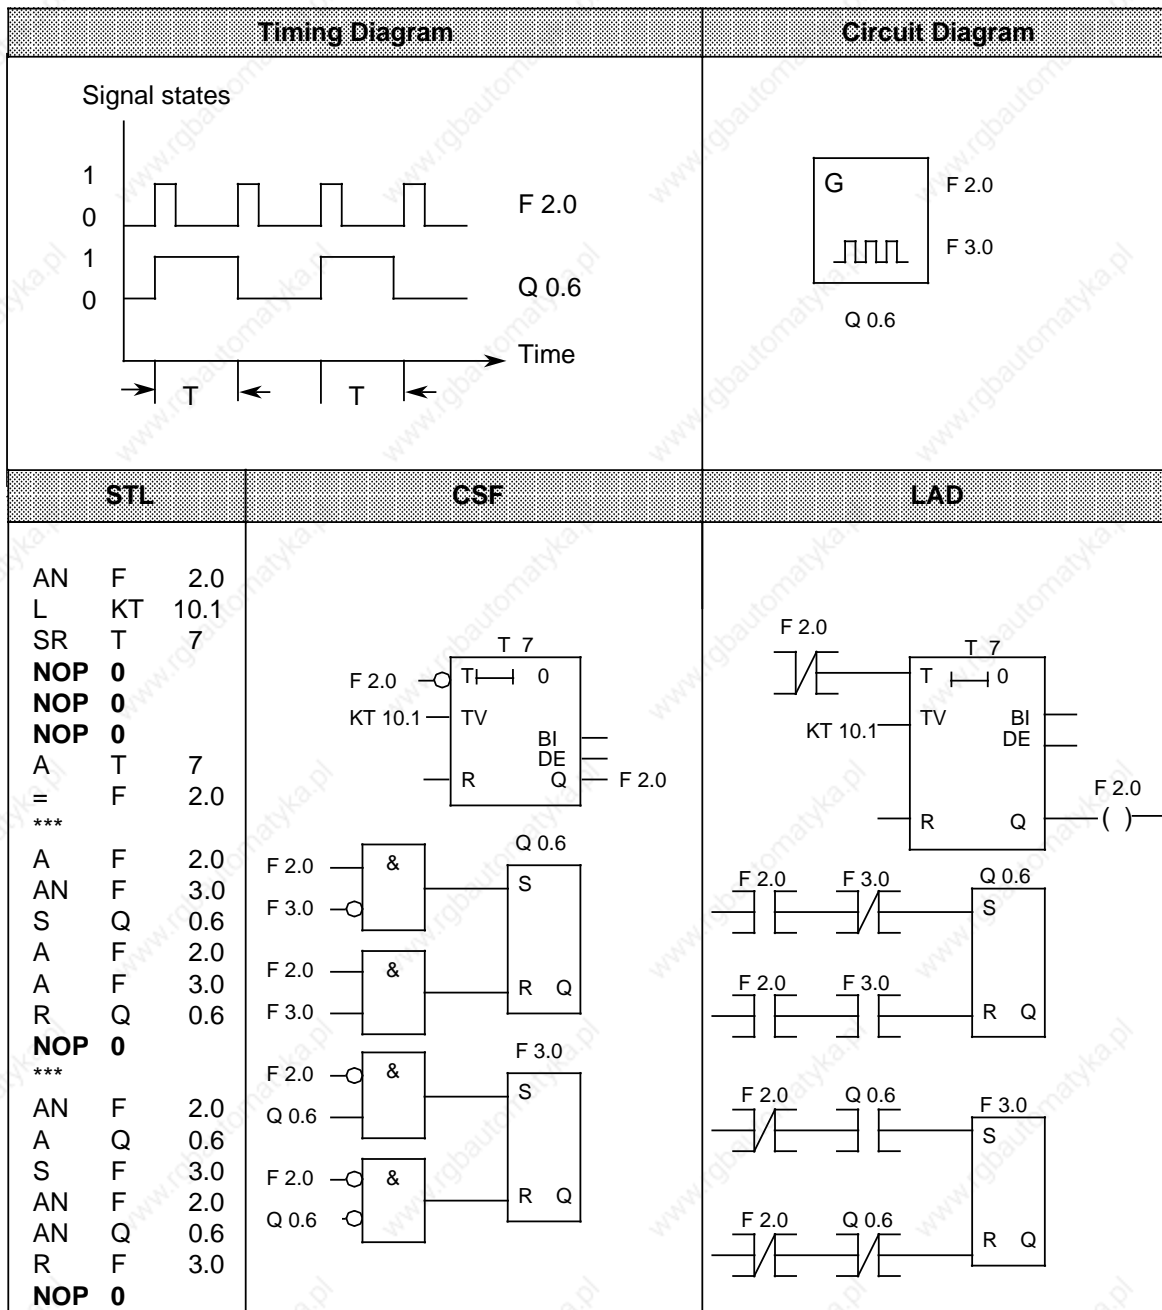 Timing Diagram
Circuit Diagram
Signal states
1
0
F 2.0
1
0
Q 0.6
Time
T
T
G
F 2.0
F 3.0
Q 0.6
STL
CSF
LAD
AN F 2.0
L KT 10.1
SR T 7
NOP 0
NOP 0
NOP 0
A T 7
= F 2.0
***
A F 2.0
AN F 3.0
S Q 0.6
A F 2.0
A F 3.0
R Q 0.6
NOP 0
***
AN F 2.0
A Q 0.6
S F 3.0
AN F 2.0
AN Q 0.6
R F 3.0
NOP 0
T 7
F 2.0
T 0
KT 10.1
TV
BI
DE
R
Q
F 2.0
Q 0.6
F 2.0
&
S
F 3.0
F 2.0
&
R Q
F 3.0
F 3.0
F 2.0
&
S
Q 0.6
F 2.0
&
R Q
Q 0.6
F 2.0
T 7
T 0
KT 10.1
TV
BI
DE
F 2.0
R
Q
( )
F 2.0
F 3.0
Q 0.6
S
F 2.0
F 3.0
R Q
F 2.0
Q 0.6
F 3.0
S
F 2.0
Q 0.6
R Q
www.rgbautomatyka.pl